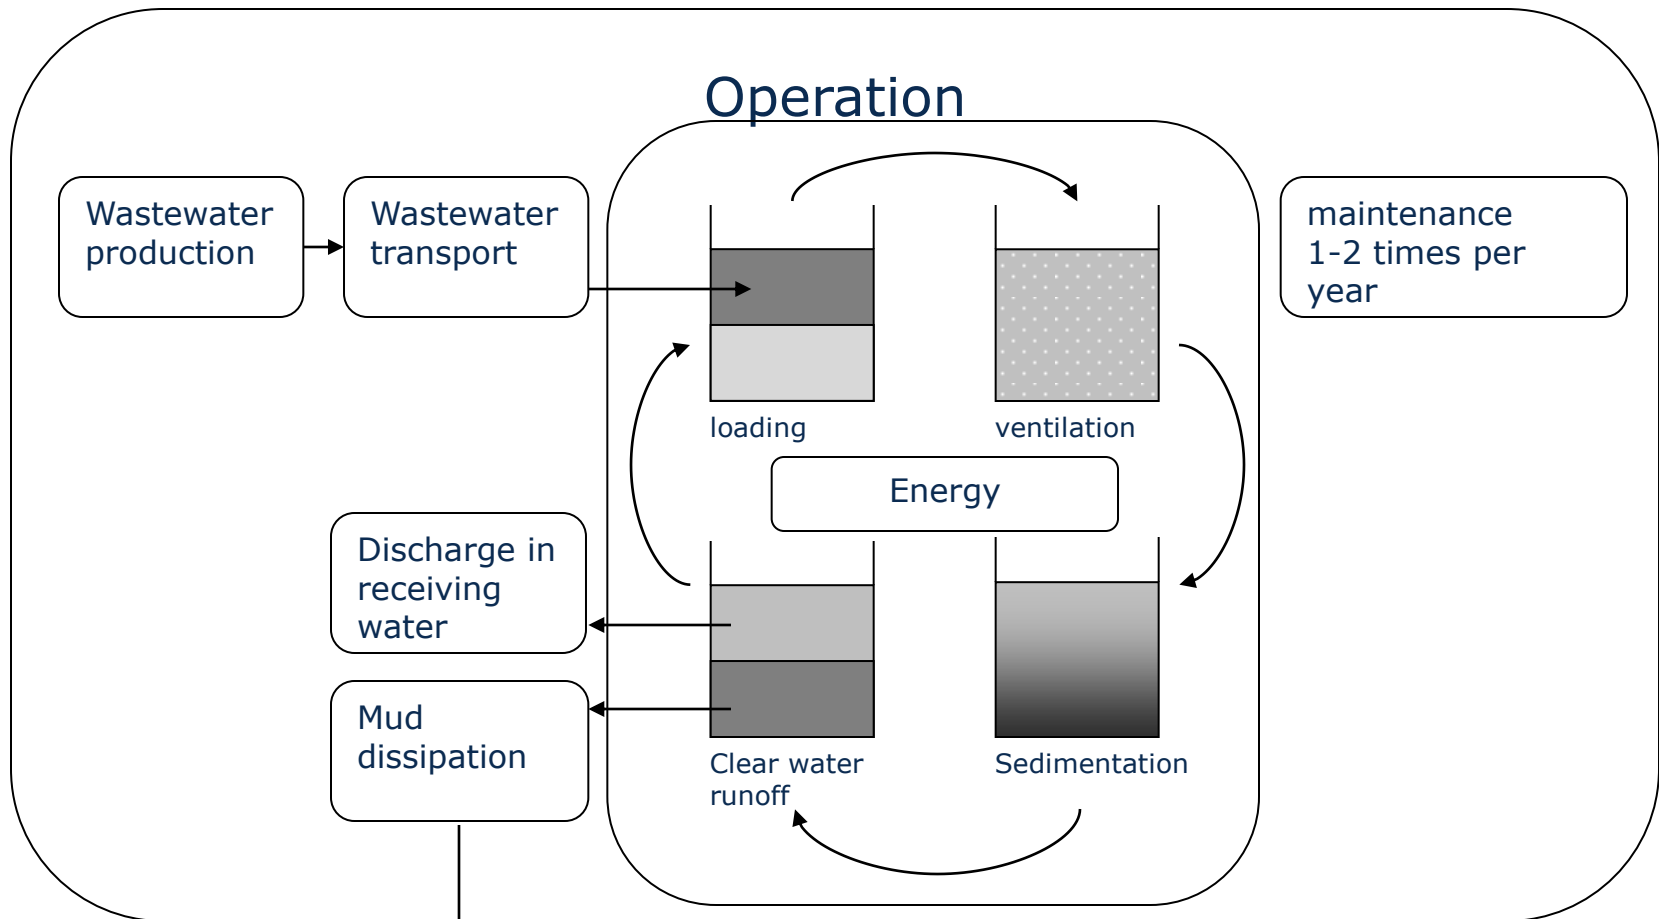 Operation
Wastewater
production
Wastewater
transport
maintenance
1-2 times per
year
loading
ventilation
Energy
Discharge in
receiving
water
Mud
dissipation
Clear water
runoff
Sedimentation